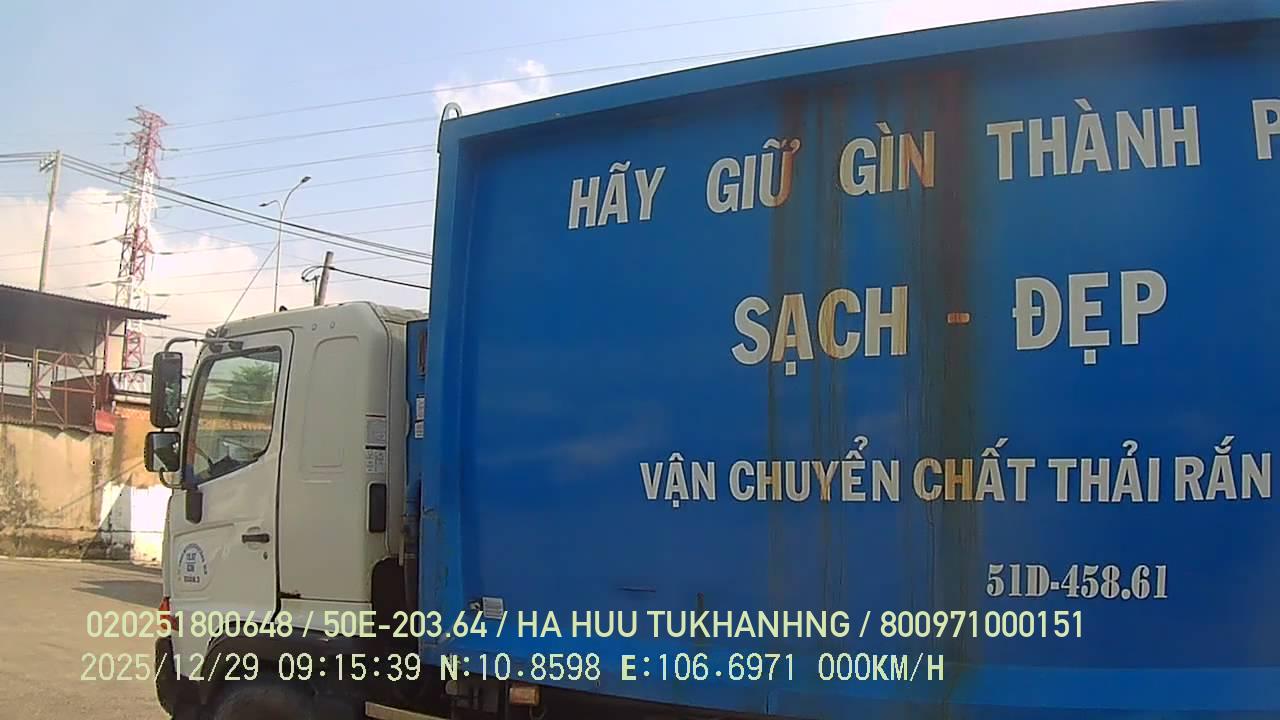 HÃY GIỮ GÌN THÀNH P
SẠCH - ĐẸP
VẬN CHUYỂN CHẤT THẢI RẮN
51D-458.61
020251800648 / 50E-203.64 / HA HUU TUKHANHNG / 800971000151
2025/12/29 09:15:39 N:10.8598 E:106.6971 000KM/H